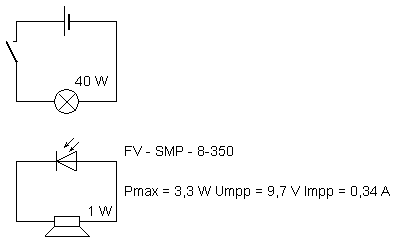 40 W
FV - SMP - 8-350
Pmax = 3,3 W Umpp = 9,7 V Impp = 0,34 A
1 W